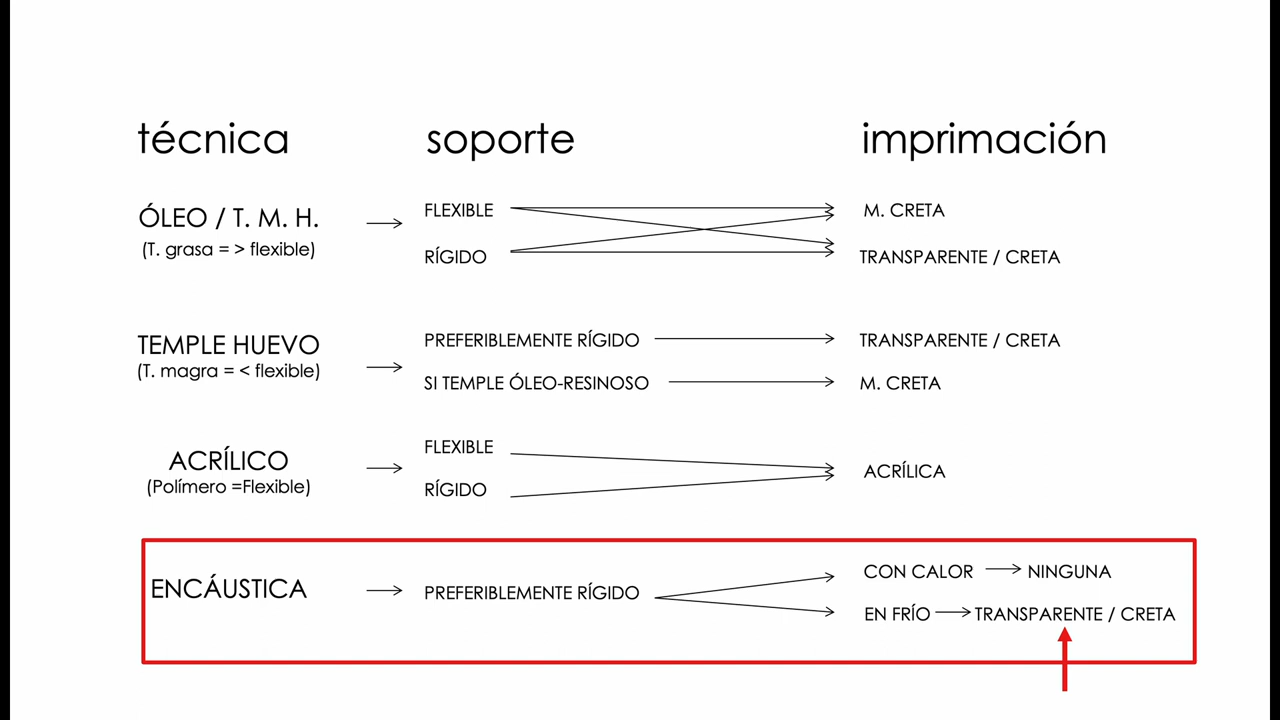 técnica soporte imprimación
ÓLEO / T. M. H. FLEXIBLE M. CRETA
(T. grasa = > flexible) RÍGIDO TRANSPARENTE / CRETA
TEMPLE HUEVO PREFERIBLEMENTE RÍGIDO TRANSPARENTE / CRETA
(T. magra = < flexible) SI TEMPLE ÓLEO-RESINOSO M. CRETA
FLEXIBLE
ACRÍLICO ACRÍLICA
(Polímero =Flexible) RÍGIDO
CON CALOR NINGUNA
ENCÁUSTICA PREFERIBLEMENTE RÍGIDO
EN FRÍO TRANSPARENTE / CRETA